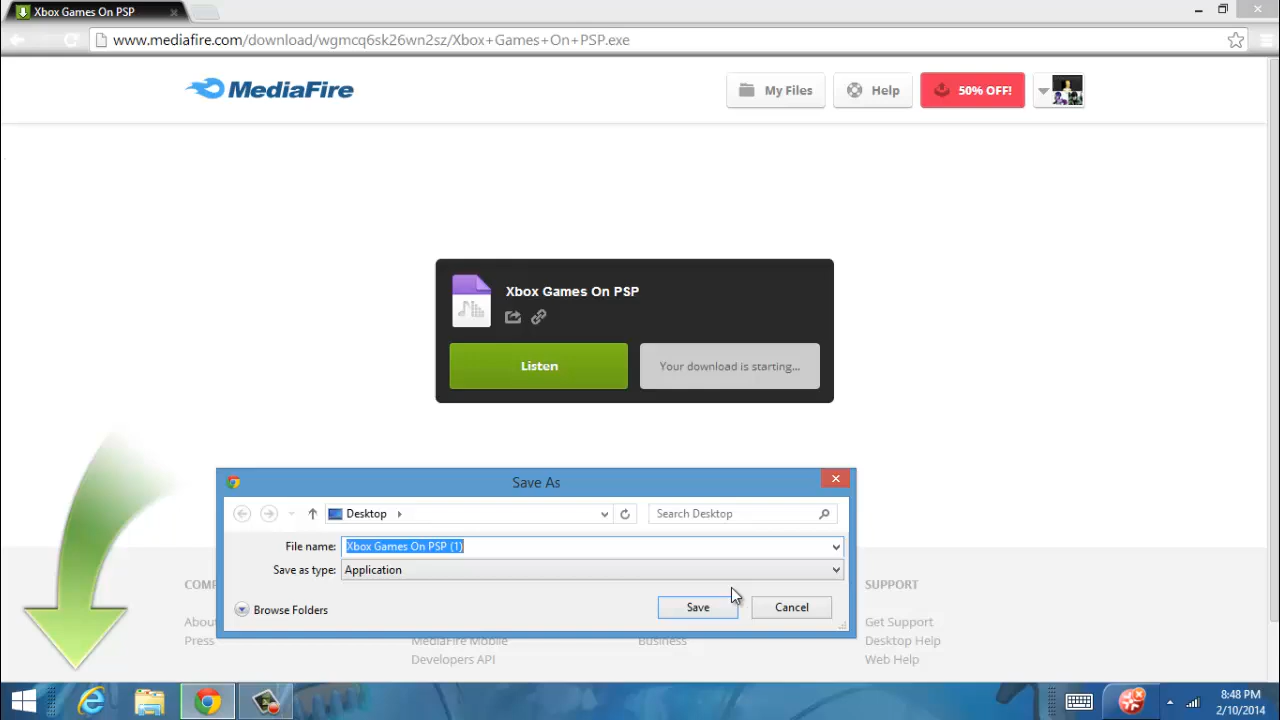 Xbox Games On PSP
www.mediafire.com/download/wgmcq6sk26wn2sz/Xbox+Games+On+PSP.exe
MediaFire
My Files
Help
50% OFF!
Xbox Games On PSP
Listen
Your download is starting...
Save As
Desktop
Search Desktop
File name: Xbox Games On PSP (1)
Save as type: Application
Browse Folders
Save
Cancel
COMP
SUPPORT
About
Get Support
Press
MediaFire Mobile
Business
Desktop Help
Developers API
Web Help
8:48 PM
2/10/2014